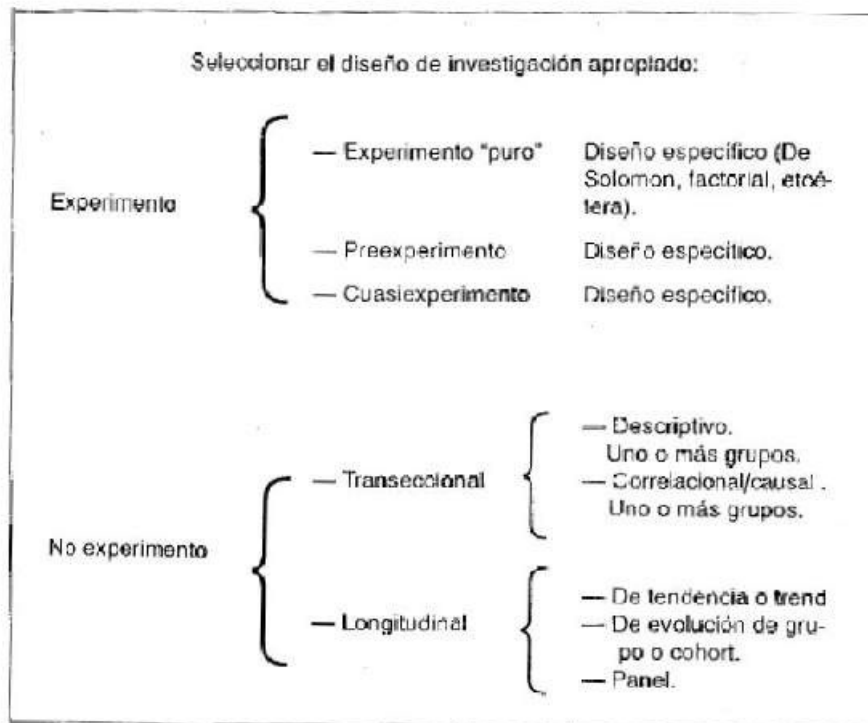 Seleccionar el diseño de investigación apropiado:
Experimento
— Experimento "puro" Diseño específico (De
Solomon, factorial, etcé-
tera).
— Preexperimento Diseño específico.
— Cuasiexperimento Diseño específico.
No experimento
— Transeccional
— Descriptivo.
Uno o más grupos.
— Correlacional/causal.
Uno o más grupos.
— Longitudinal
— De tendencia o trend
— De evolución de gru-
po o cohort.
— Panel.